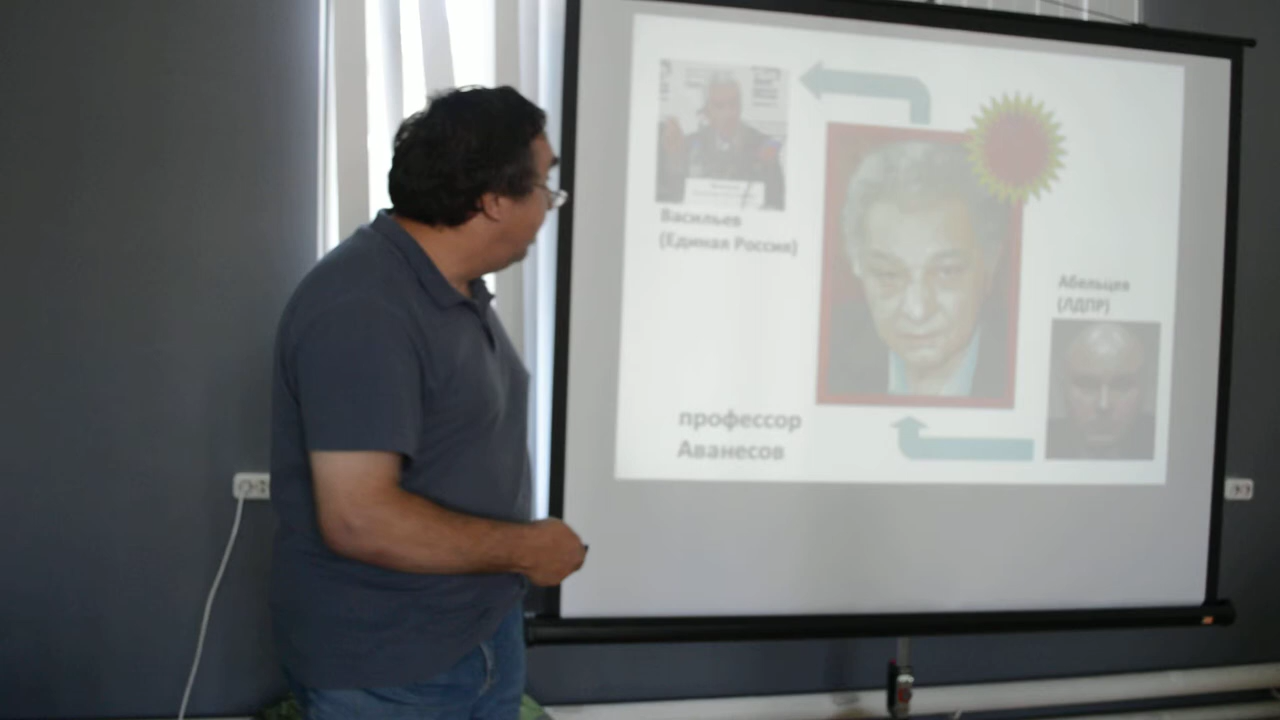 Васильев
(Единая Россия)
Абельцев
(ЛДПР)
профессор
Аванесов